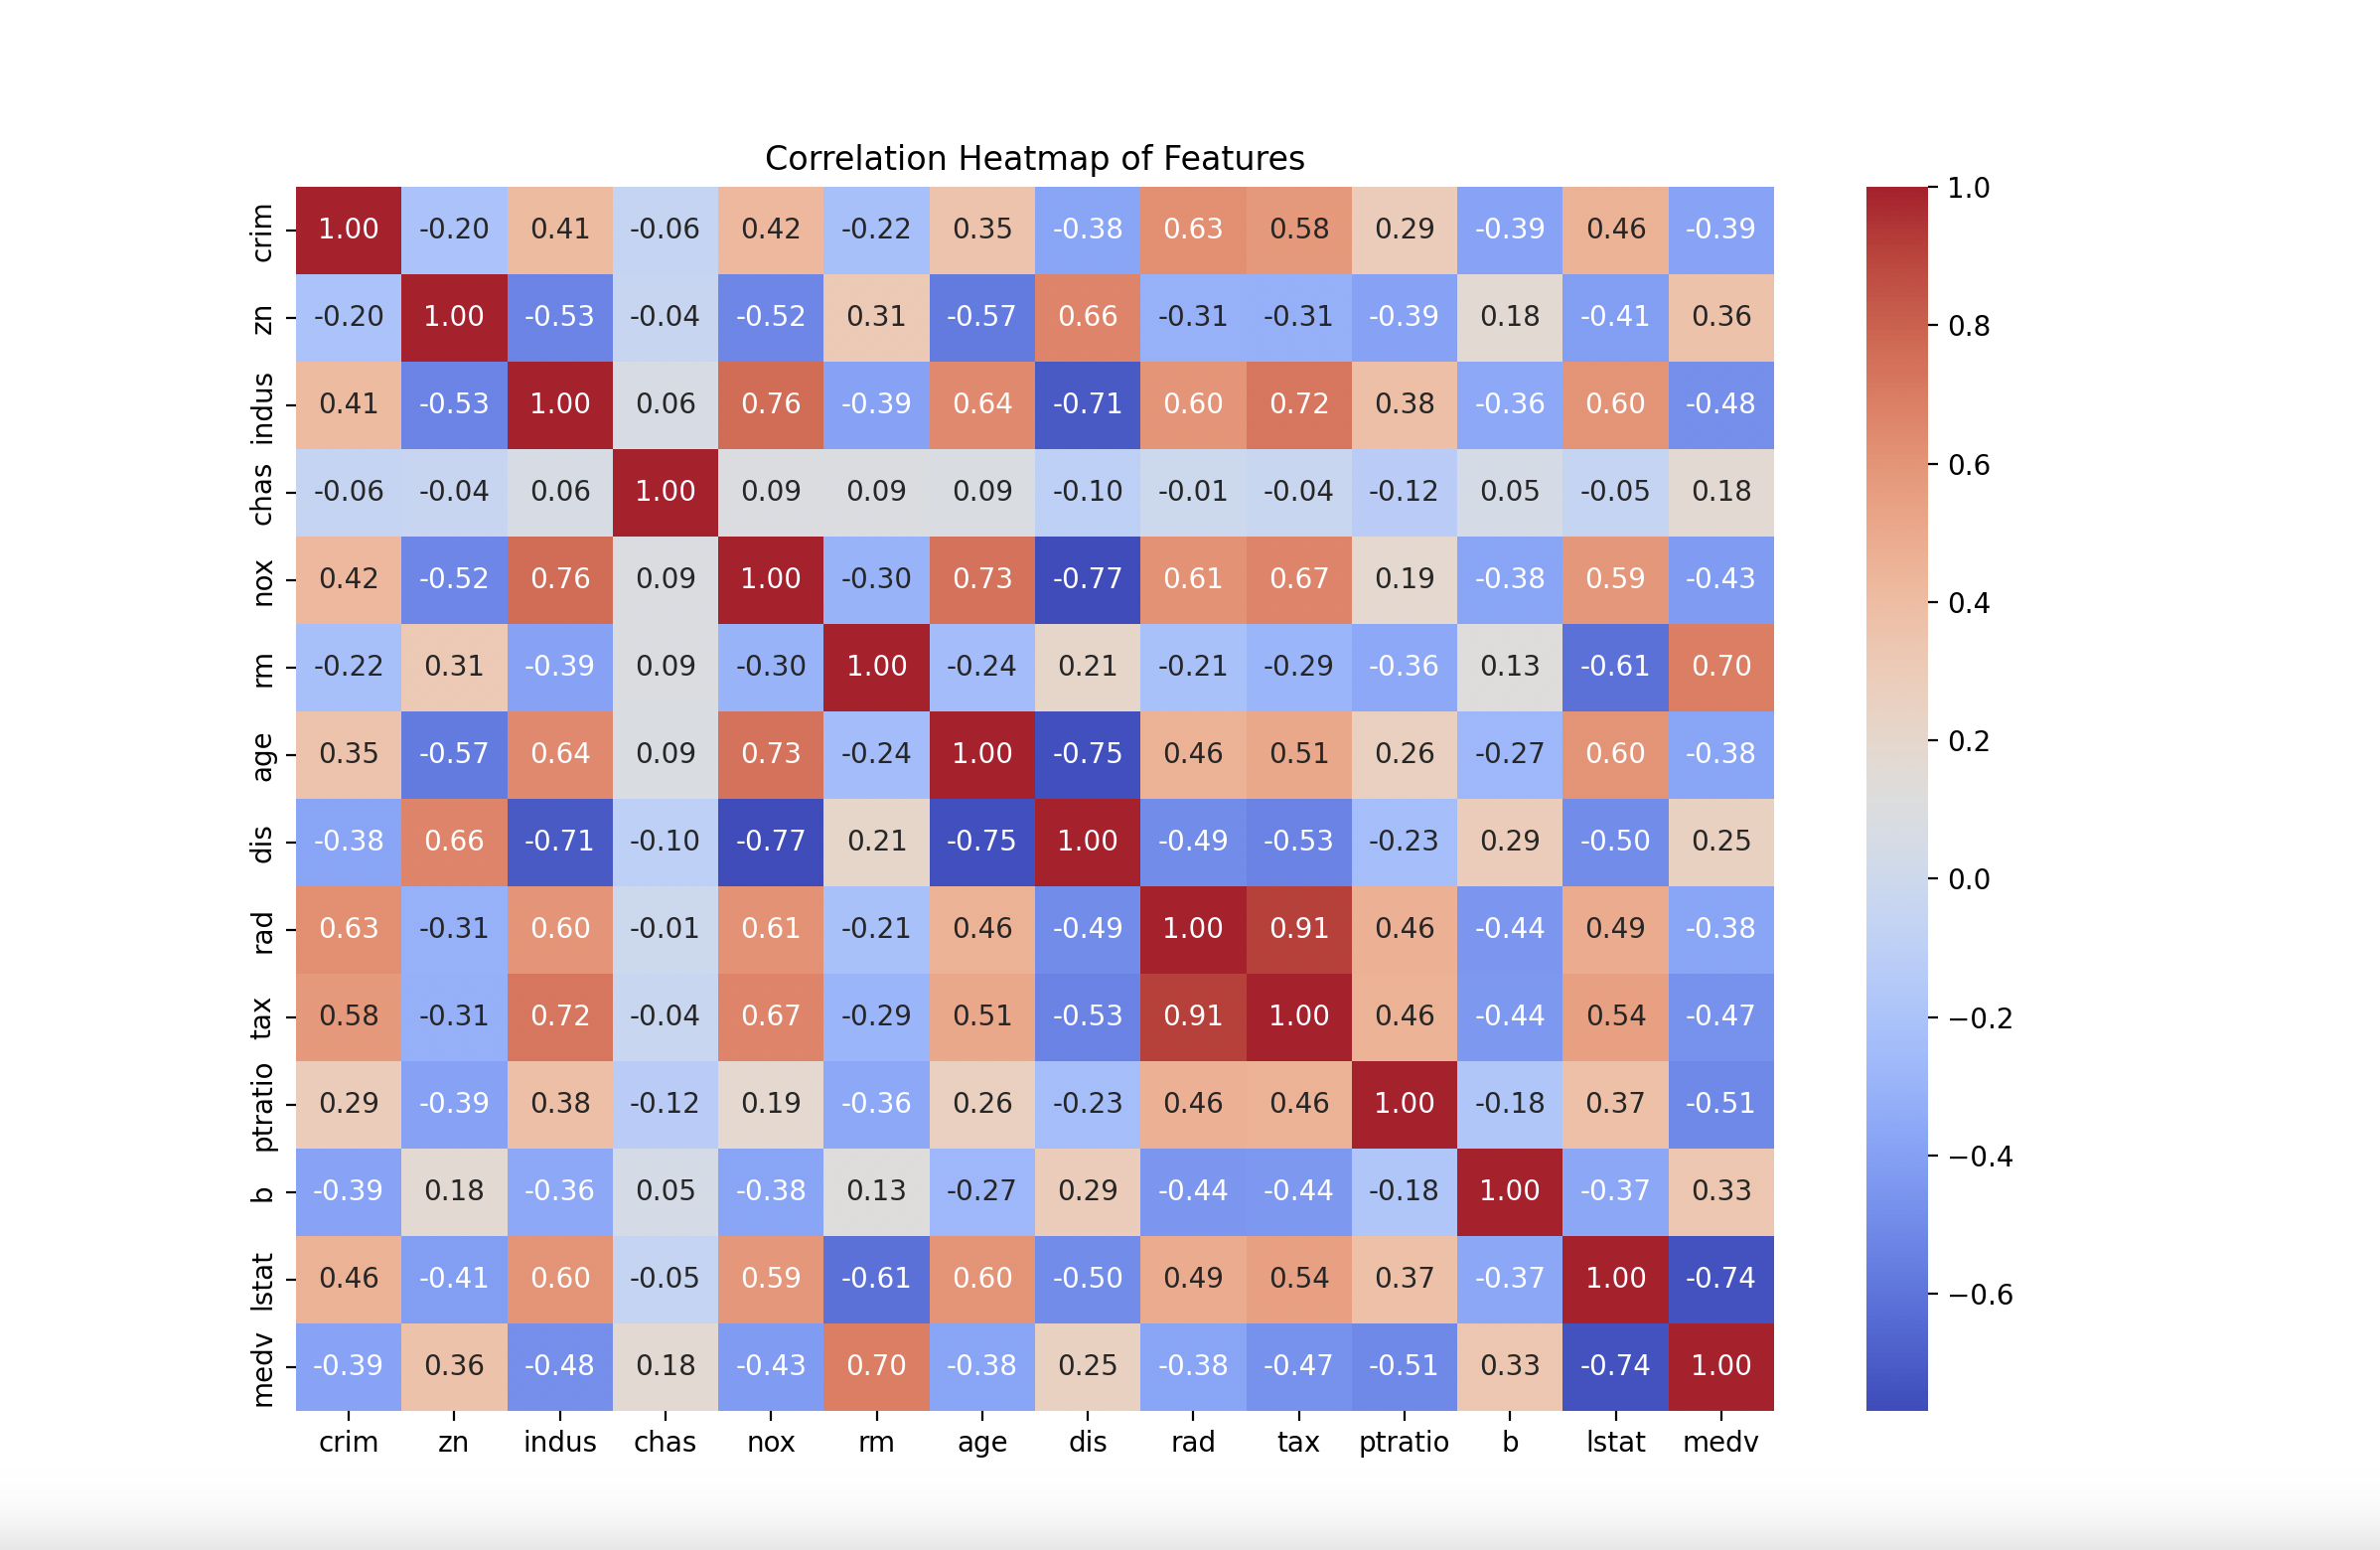 Correlation Heatmap of Features
crim 1.00 -0.20 0.41 -0.06 0.42 -0.22 0.35 -0.38 0.63 0.58 0.29 -0.39 0.46 -0.39
zn -0.20 1.00 -0.53 -0.04 -0.52 0.31 -0.57 0.66 -0.31 -0.31 -0.39 0.18 -0.41 0.36
indus 0.41 -0.53 1.00 0.06 0.76 -0.39 0.64 -0.71 0.60 0.72 0.38 -0.36 0.60 -0.48
chas -0.06 -0.04 0.06 1.00 0.09 0.09 0.09 -0.10 -0.01 -0.04 -0.12 0.05 -0.05 0.18
nox 0.42 -0.52 0.76 0.09 1.00 -0.30 0.73 -0.77 0.61 0.67 0.19 -0.38 0.59 -0.43
rm -0.22 0.31 -0.39 0.09 -0.30 1.00 -0.24 0.21 -0.21 -0.29 -0.36 0.13 -0.61 0.70
age 0.35 -0.57 0.64 0.09 0.73 -0.24 1.00 -0.75 0.46 0.51 0.26 -0.27 0.60 -0.38
dis -0.38 0.66 -0.71 -0.10 -0.77 0.21 -0.75 1.00 -0.49 -0.53 -0.23 0.29 -0.50 0.25
rad 0.63 -0.31 0.60 -0.01 0.61 -0.21 0.46 -0.49 1.00 0.91 0.46 -0.44 0.49 -0.38
tax 0.58 -0.31 0.72 -0.04 0.67 -0.29 0.51 -0.53 0.91 1.00 0.46 -0.44 0.54 -0.47
ptratio 0.29 -0.39 0.38 -0.12 0.19 -0.36 0.26 -0.23 0.46 0.46 1.00 -0.18 0.37 -0.51
b -0.39 0.18 -0.36 0.05 -0.38 0.13 -0.27 0.29 -0.44 -0.44 -0.18 1.00 -0.37 0.33
lstat 0.46 -0.41 0.60 -0.05 0.59 -0.61 0.60 -0.50 0.49 0.54 0.37 -0.37 1.00 -0.74
medv -0.39 0.36 -0.48 0.18 -0.43 0.70 -0.38 0.25 -0.38 -0.47 -0.51 0.33 -0.74 1.00
crim zn indus chas nox rm age dis rad tax ptratio b lstat medv
1.0
0.8
0.6
0.4
0.2
0.0
−0.2
−0.4
−0.6